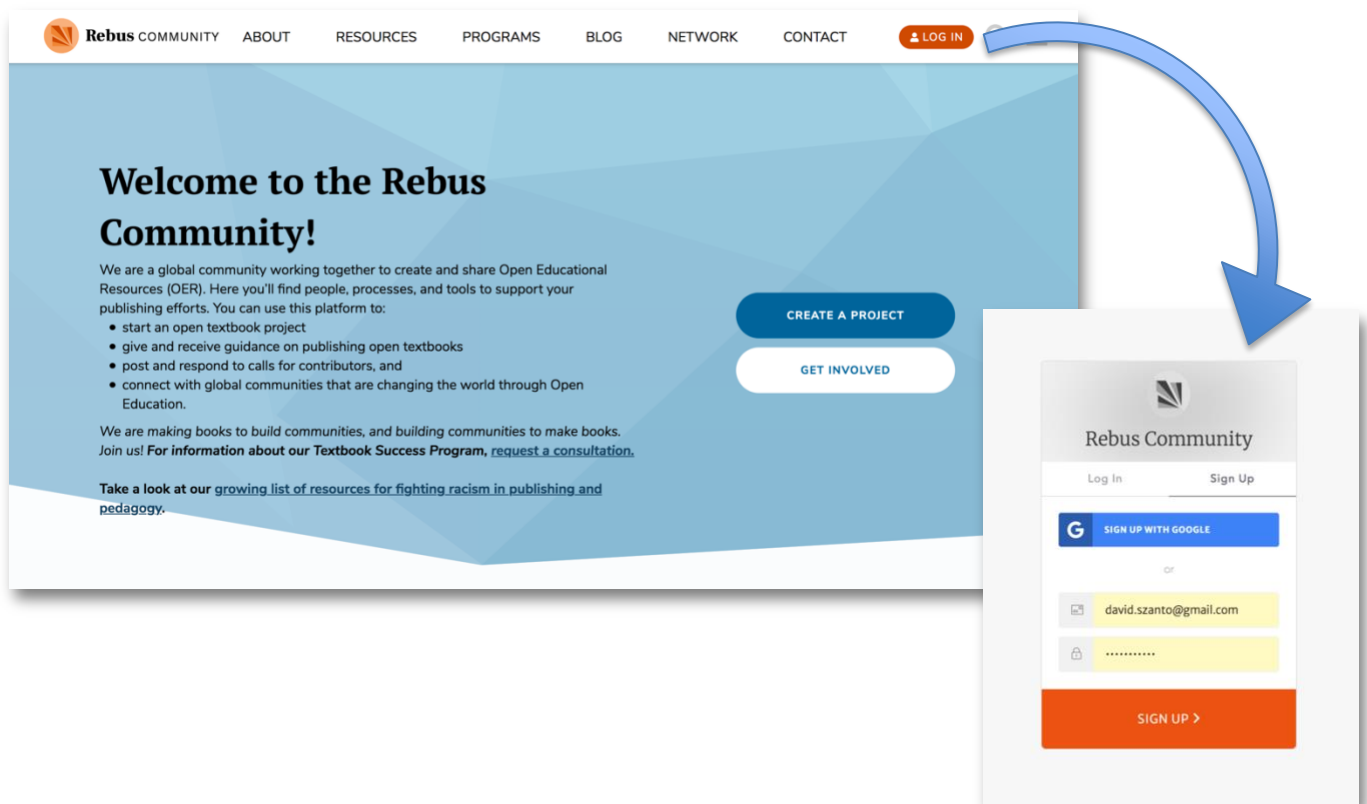 Rebus COMMUNITY ABOUT RESOURCES PROGRAMS BLOG NETWORK CONTACT LOG IN
Welcome to the Rebus
Community!
We are a global community working together to create and share Open Educational
Resources (OER). Here you'll find people, processes, and tools to support your
publishing efforts. You can use this platform to:
• start an open textbook project
• give and receive guidance on publishing open textbooks
• post and respond to calls for contributors, and
• connect with global communities that are changing the world through Open
Education.
We are making books to build communities, and building communities to make books.
Join us! For information about our Textbook Success Program, request a consultation.
Take a look at our growing list of resources for fighting racism in publishing and
pedagogy.
CREATE A PROJECT
GET INVOLVED
Rebus Community
Log In Sign Up
G SIGN UP WITH GOOGLE
or
david.szanto@gmail.com
•••••••••••
SIGN UP >